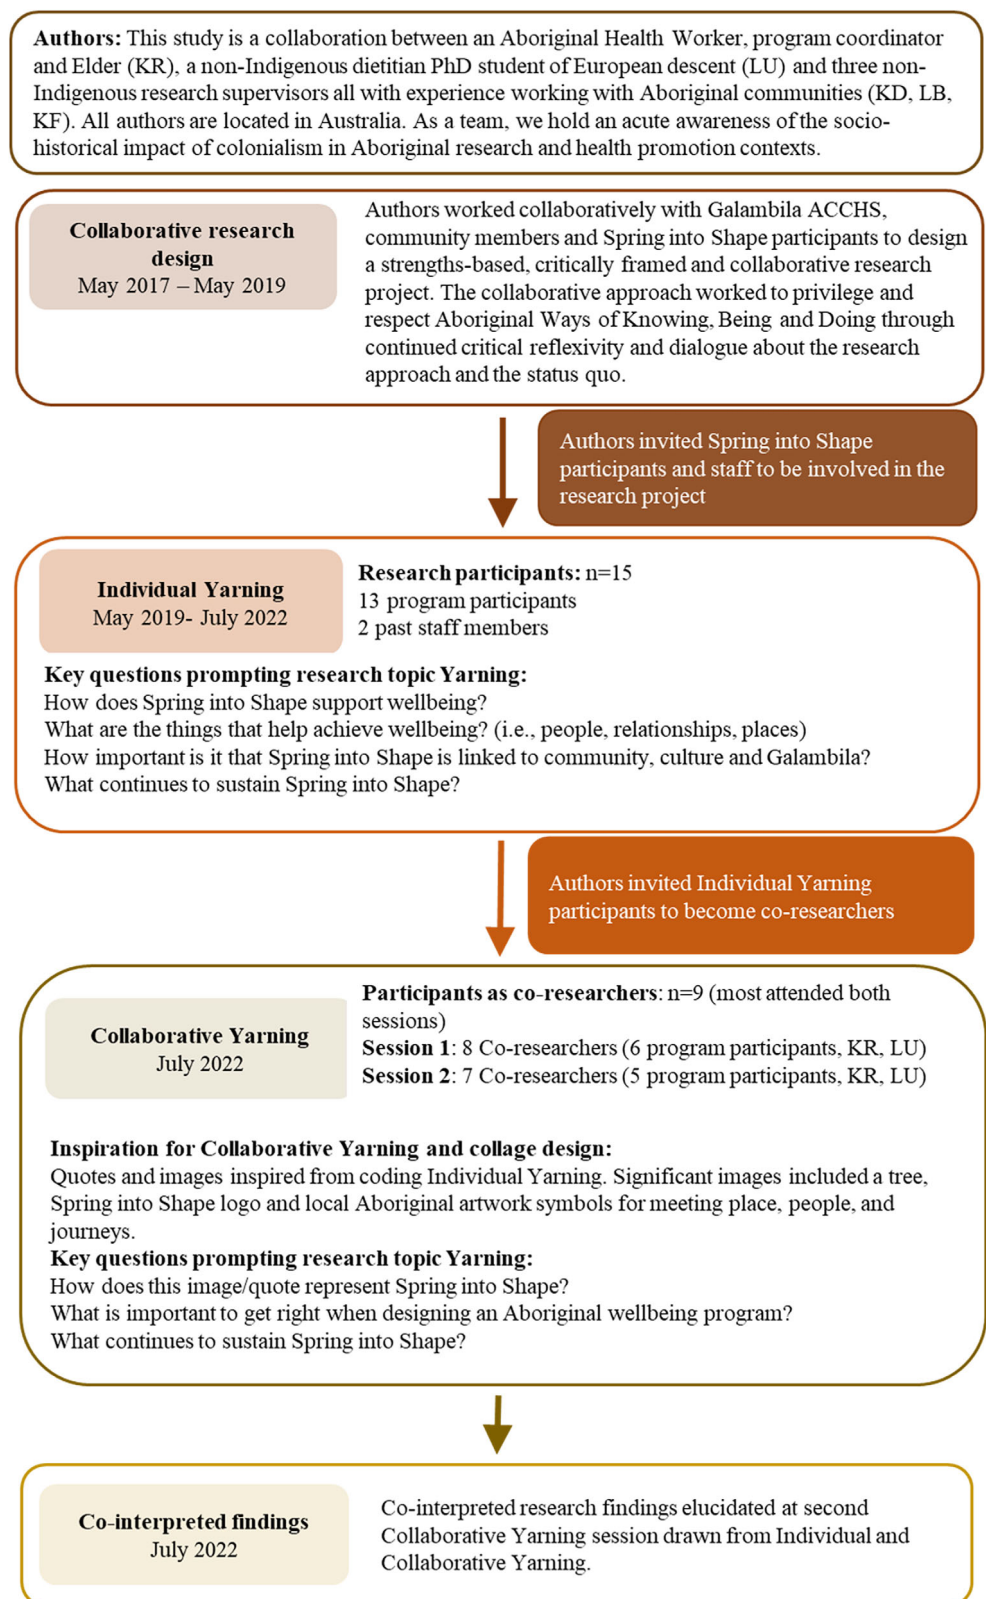 Authors: This study is a collaboration between an Aboriginal Health Worker, program coordinator
and Elder (KR), a non-Indigenous dietitian PhD student of European descent (LU) and three non-
Indigenous research supervisors all with experience working with Aboriginal communities (KD, LB,
KF). All authors are located in Australia. As a team, we hold an acute awareness of the socio-
historical impact of colonialism in Aboriginal research and health promotion contexts.
Collaborative research
design
May 2017 – May 2019
Authors worked collaboratively with Galambila ACCHS,
community members and Spring into Shape participants to design
a strengths-based, critically framed and collaborative research
project. The collaborative approach worked to privilege and
respect Aboriginal Ways of Knowing, Being and Doing through
continued critical reflexivity and dialogue about the research
approach and the status quo.
Authors invited Spring into Shape
participants and staff to be involved in the
research project
Individual Yarning
May 2019- July 2022
Research participants: n=15
13 program participants
2 past staff members
Key questions prompting research topic Yarning:
How does Spring into Shape support wellbeing?
What are the things that help achieve wellbeing? (i.e., people, relationships, places)
How important is it that Spring into Shape is linked to community, culture and Galambila?
What continues to sustain Spring into Shape?
Authors invited Individual Yarning
participants to become co-researchers
Collaborative Yarning
July 2022
Participants as co-researchers: n=9 (most attended both
sessions)
Session 1: 8 Co-researchers (6 program participants, KR, LU)
Session 2: 7 Co-researchers (5 program participants, KR, LU)
Inspiration for Collaborative Yarning and collage design:
Quotes and images inspired from coding Individual Yarning. Significant images included a tree,
Spring into Shape logo and local Aboriginal artwork symbols for meeting place, people, and
journeys.
Key questions prompting research topic Yarning:
How does this image/quote represent Spring into Shape?
What is important to get right when designing an Aboriginal wellbeing program?
What continues to sustain Spring into Shape?
Co-interpreted findings
July 2022
Co-interpreted research findings elucidated at second
Collaborative Yarning session drawn from Individual and
Collaborative Yarning.